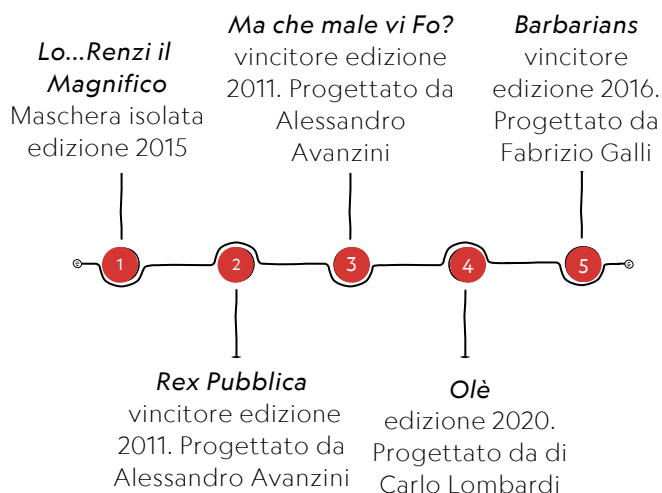 Lo...Renzi il
Magnifico
Maschera isolata
edizione 2015
Ma che male vi Fo?
vincitore edizione
2011. Progettato da
Alessandro
Avanzini
Barbarians
vincitore
edizione 2016.
Progettato da
Fabrizio Galli
1
2
3
4
5
Rex Pubblica
vincitore edizione
2011. Progettato da
Alessandro Avanzini
Olè
edizione 2020.
Progettato da di
Carlo Lombardi